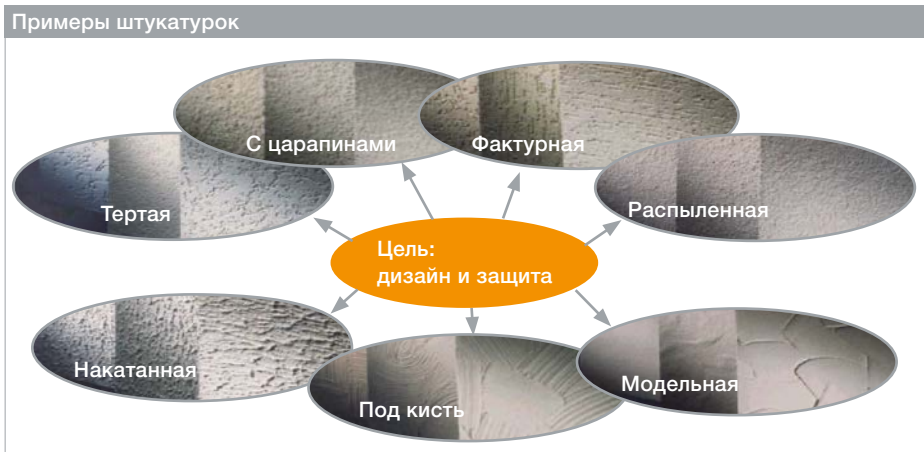 Примеры штукатурок
С царапинами
Фактурная
Тертая
Распыленная
Цель:
дизайн и защита
Накатанная
Под кисть
Модельная